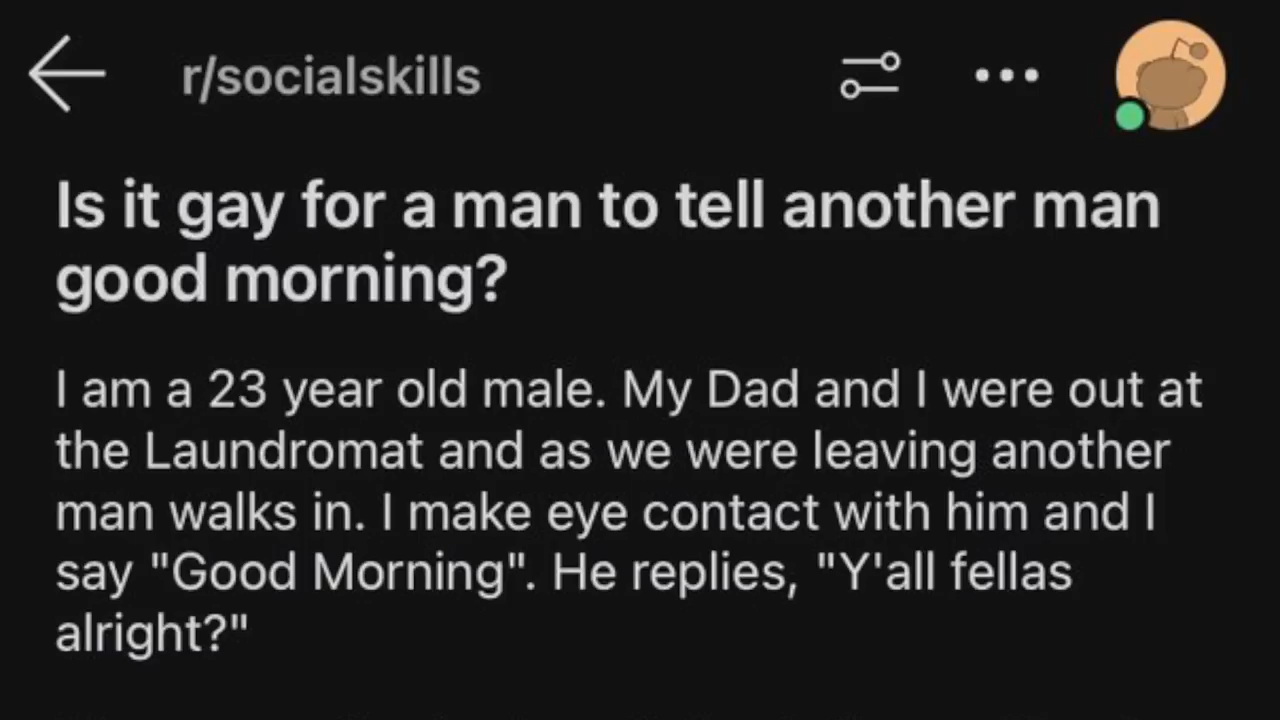 r/socialskills
Is it gay for a man to tell another man
good morning?
I am a 23 year old male. My Dad and I were out at
the Laundromat and as we were leaving another
man walks in. I make eye contact with him and I
say "Good Morning". He replies, "Y'all fellas
alright?"